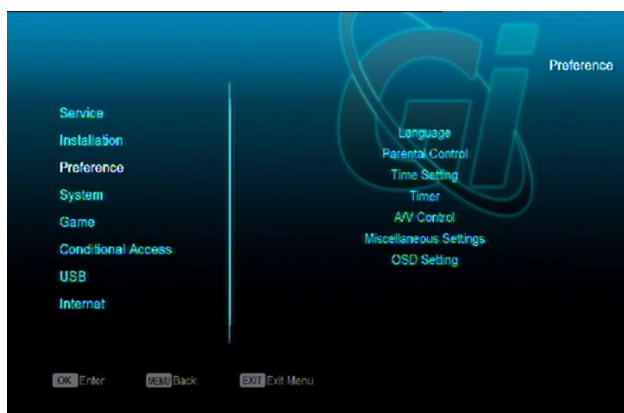 Preference
Service
Installation
Preference
System
Game
Conditional Access
USB
Internet
Language
Parental Control
Time Setting
Timer
A/V Control
Miscellaneous Settings
OSD Setting
OK Enter MENU Back EXIT Exit Menu